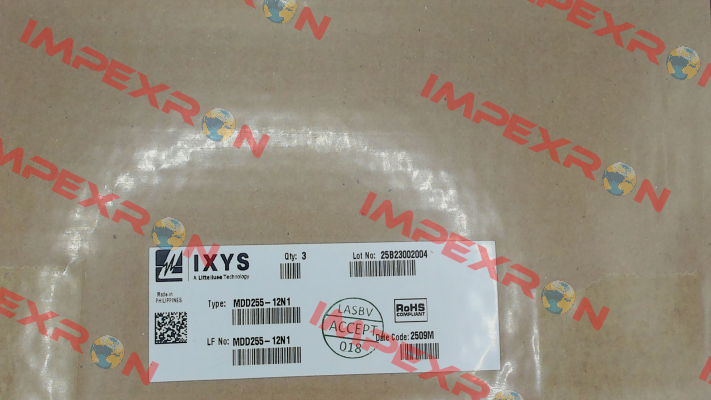 IMPEXRON
IMPEXRON
IMPEXRON
IMPEXRON
IMPEXRON
IMPEXRON
IXYS
A Littelfuse Technology
Qty: 3
Lot No: 25B23002004
Made in
PHILIPPINES
Type: MDD255-12N1
LF No: MDD255-12N1
LASBV
ACCEPT
018
RoHS
COMPLIANT
Date Code: 2509M
IMPEXRON
IMPEXRON